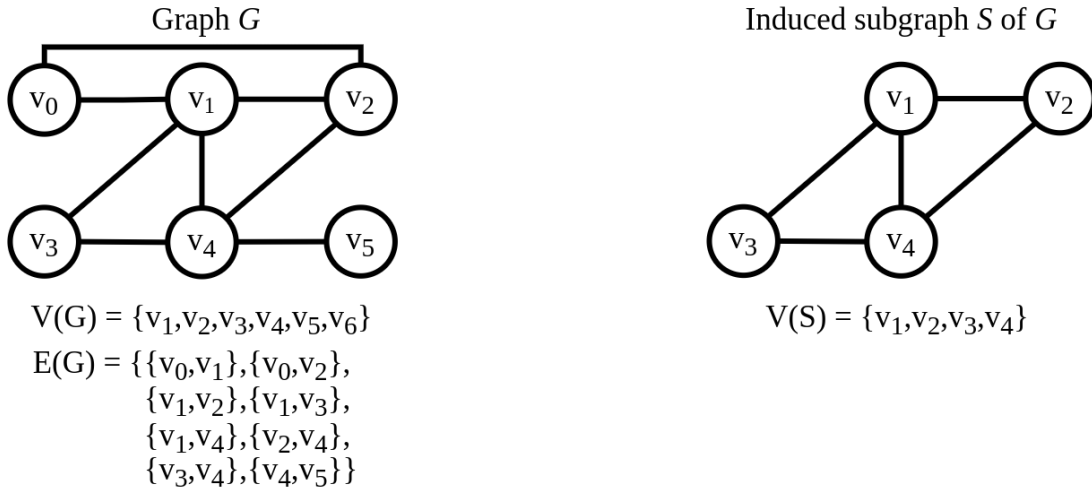 Graph G
v₀ v₁ v₂
v₃ v₄ v₅
V(G) = {v₁,v₂,v₃,v₄,v₅,v₆}
E(G) = {{v₀,v₁},{v₀,v₂},
{v₁,v₂},{v₁,v₃},
{v₁,v₄},{v₂,v₄},
{v₃,v₄},{v₄,v₅}}
Induced subgraph S of G
v₁ v₂
v₃ v₄
V(S) = {v₁,v₂,v₃,v₄}